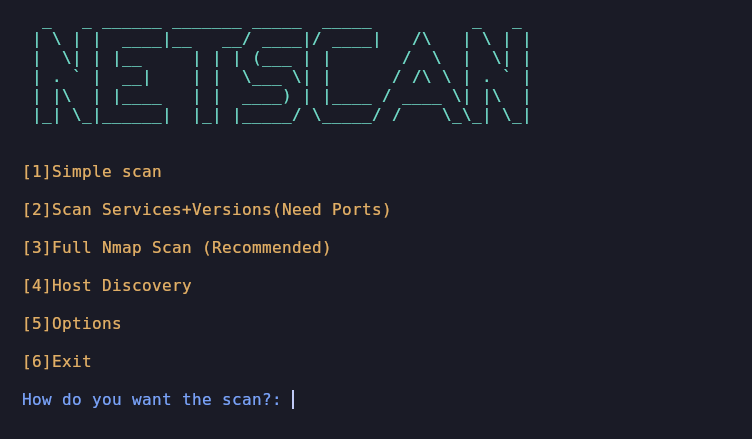 NETSCAN
[1]Simple scan
[2]Scan Services+Versions(Need Ports)
[3]Full Nmap Scan (Recommended)
[4]Host Discovery
[5]Options
[6]Exit
How do you want the scan?: